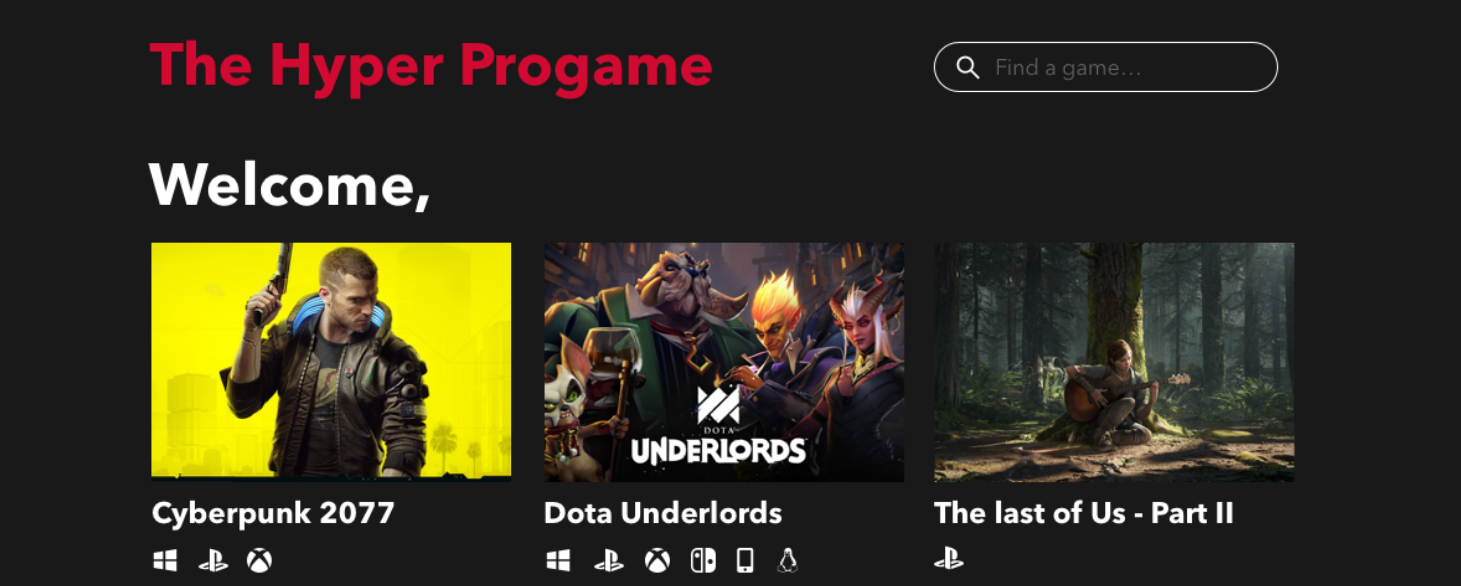 The Hyper Progame
Find a game...
Welcome,
DOTA
UNDERLORDS
Cyberpunk 2077
Dota Underlords
The last of Us - Part II